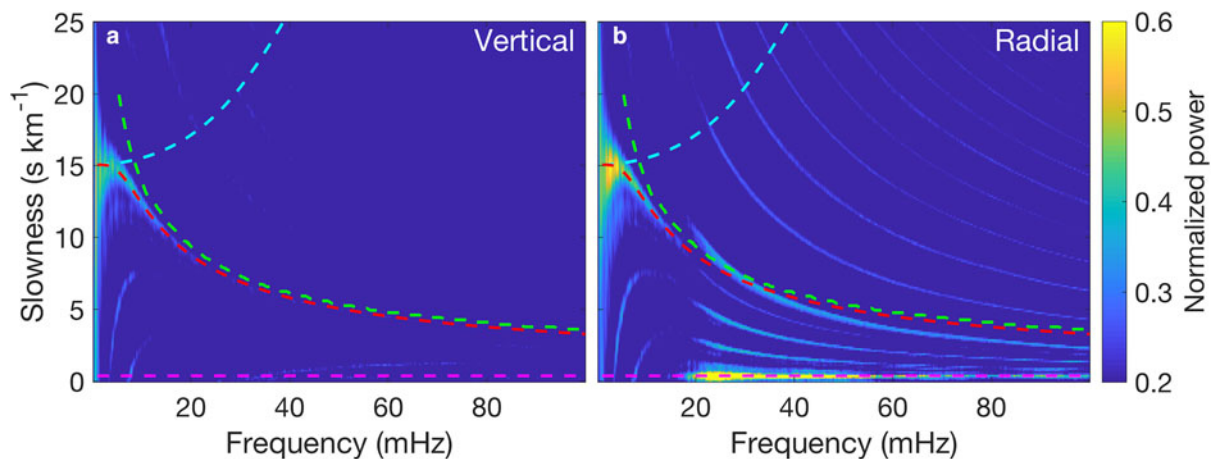 a Vertical
b Radial
25
20
15
10
5
0
Slowness (s km⁻¹)
20 40 60 80
20 40 60 80
Frequency (mHz)
Frequency (mHz)
0.6
0.5
0.4
0.3
0.2
Normalized power